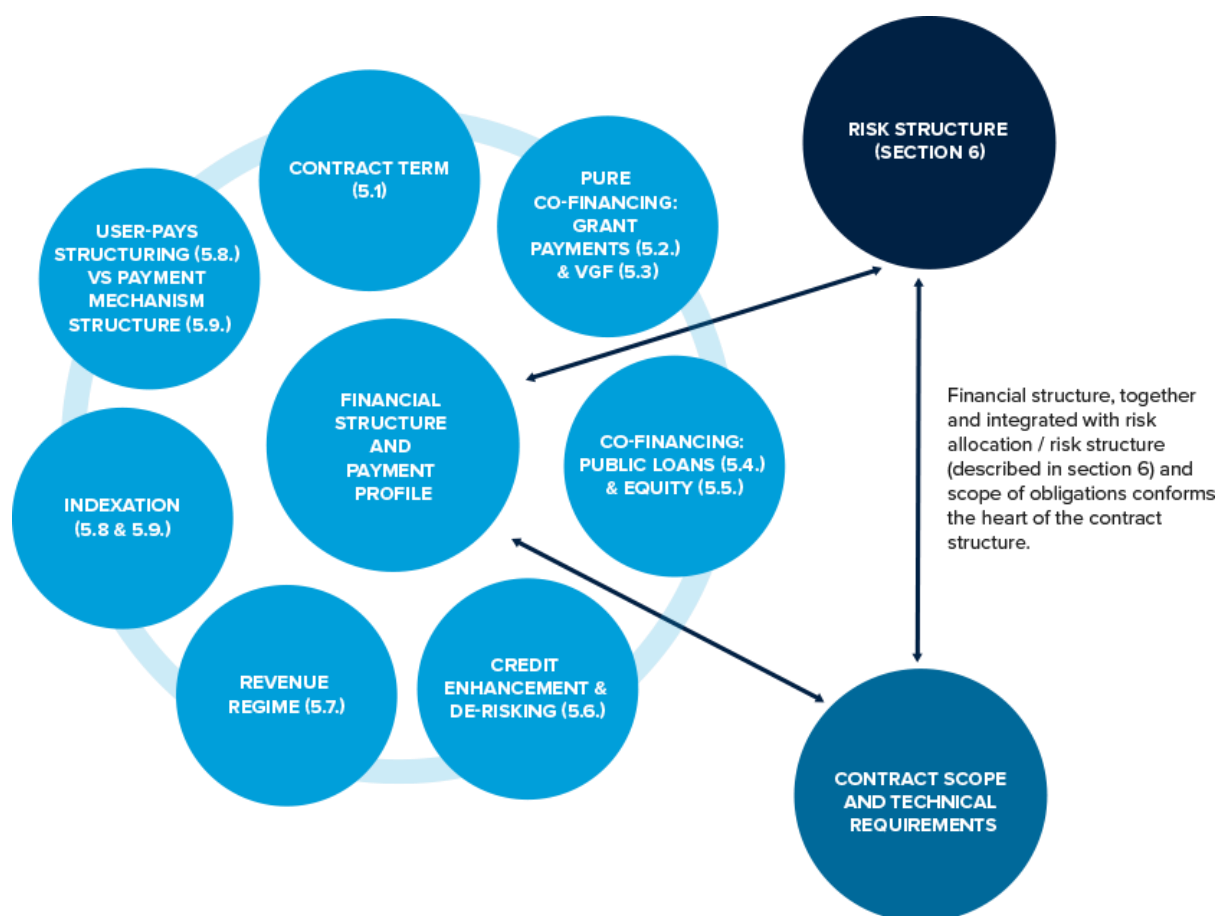 CONTRACT TERM
(5.1)
PURE
CO-FINANCING:
GRANT
PAYMENTS (5.2.)
& VGF (5.3)
RISK STRUCTURE
(SECTION 6)
USER-PAYS
STRUCTURING (5.8.)
VS PAYMENT
MECHANISM
STRUCTURE (5.9.)
FINANCIAL
STRUCTURE
AND
PAYMENT
PROFILE
CO-FINANCING:
PUBLIC LOANS (5.4.)
& EQUITY (5.5.)
Financial structure, together
and integrated with risk
allocation / risk structure
(described in section 6) and
scope of obligations conforms
the heart of the contract
structure.
INDEXATION
(5.8 & 5.9.)
REVENUE
REGIME (5.7.)
CREDIT
ENHANCEMENT &
DE-RISKING (5.6.)
CONTRACT SCOPE
AND TECHNICAL
REQUIREMENTS